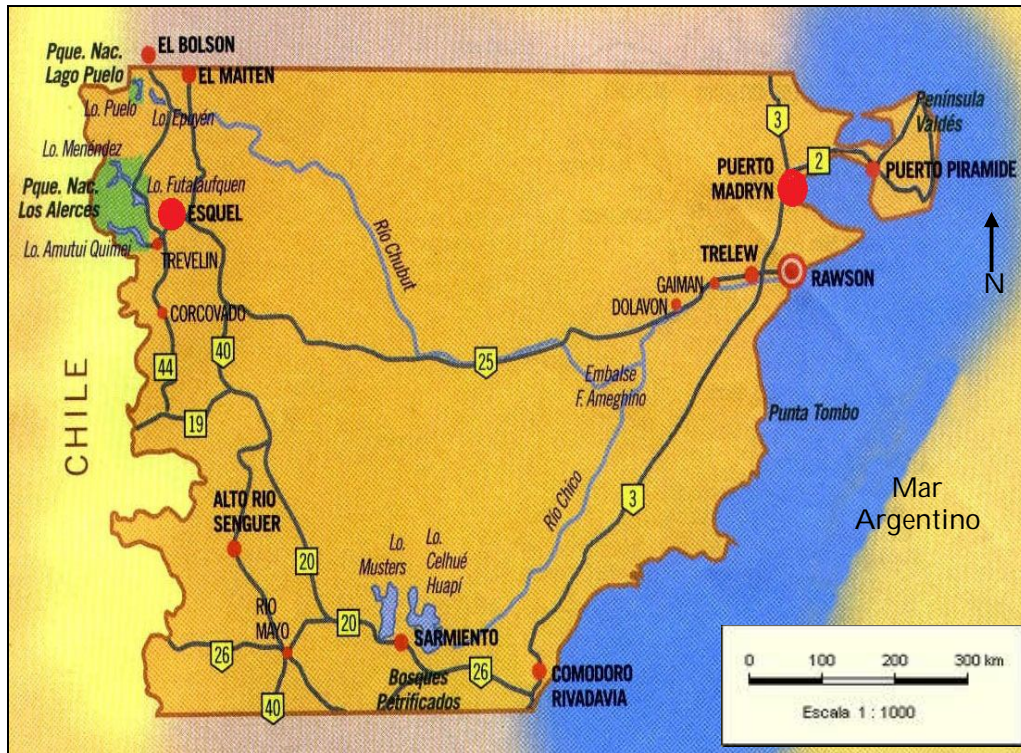 EL BOLSON
Pque. Nac.
Lago Puelo
EL MAITEN
Lo. Puelo
Lo. Epuyén
Península
Valdés
3
2
Lo. Menéndez
PUERTO
MADRYN
PUERTO PIRAMIDE
Pque. Nac.
Los Alerces
Lo. Futalaufquen
ESQUEL
Río Chubut
Lo. Amutui Quimei
TREVELIN
TRELEW
GAIMAN
RAWSON
N
DOLAVON
CORCOVADO
44
40
25
CHILE
Embalse
F. Ameghino
19
Punta Tombo
Río Chico
3
ALTO RIO
SENGUER
Mar
Argentino
Lo.
Musters
Lo.
Celhué
Huapí
20
RIO
MAYO
20
SARMIENTO
26
Bosques
Petrificados
26
COMODORO
RIVADAVIA
40
0 100 200 300 km
Escala 1 : 1000